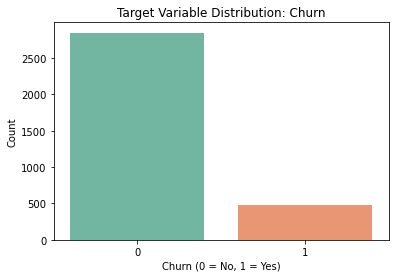 Target Variable Distribution: Churn
Count
2500
2000
1500
1000
500
0
0 1
Churn (0 = No, 1 = Yes)